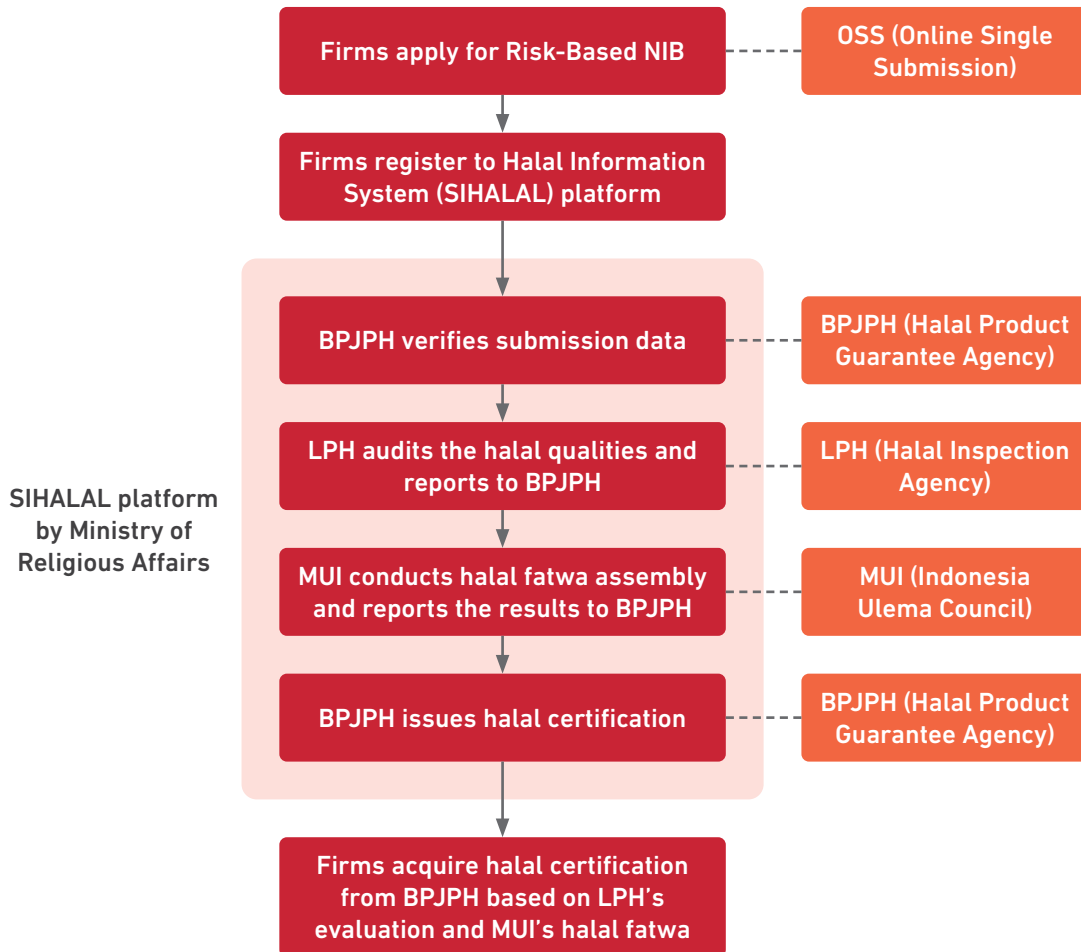 Firms apply for Risk-Based NIB
OSS (Online Single
Submission)
Firms register to Halal Information
System (SIHALAL) platform
SIHALAL platform
by Ministry of
Religious Affairs
BPJPH verifies submission data
BPJPH (Halal Product
Guarantee Agency)
LPH audits the halal qualities and
reports to BPJPH
LPH (Halal Inspection
Agency)
MUI conducts halal fatwa assembly
and reports the results to BPJPH
MUI (Indonesia
Ulema Council)
BPJPH issues halal certification
BPJPH (Halal Product
Guarantee Agency)
Firms acquire halal certification
from BPJPH based on LPH’s
evaluation and MUI’s halal fatwa